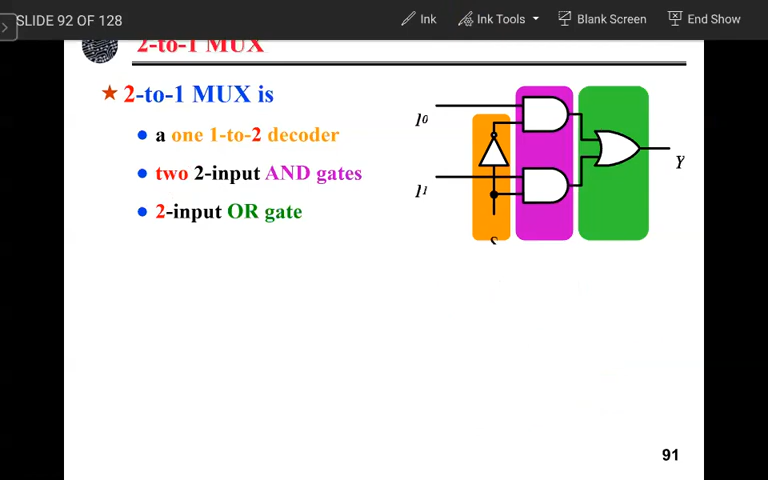 SLIDE 92 OF 128
Ink
Ink Tools
Blank Screen
End Show
2-to-1 MUX
2-to-1 MUX is
a one 1-to-2 decoder
two 2-input AND gates
2-input OR gate
I0
I1
Y
S
91